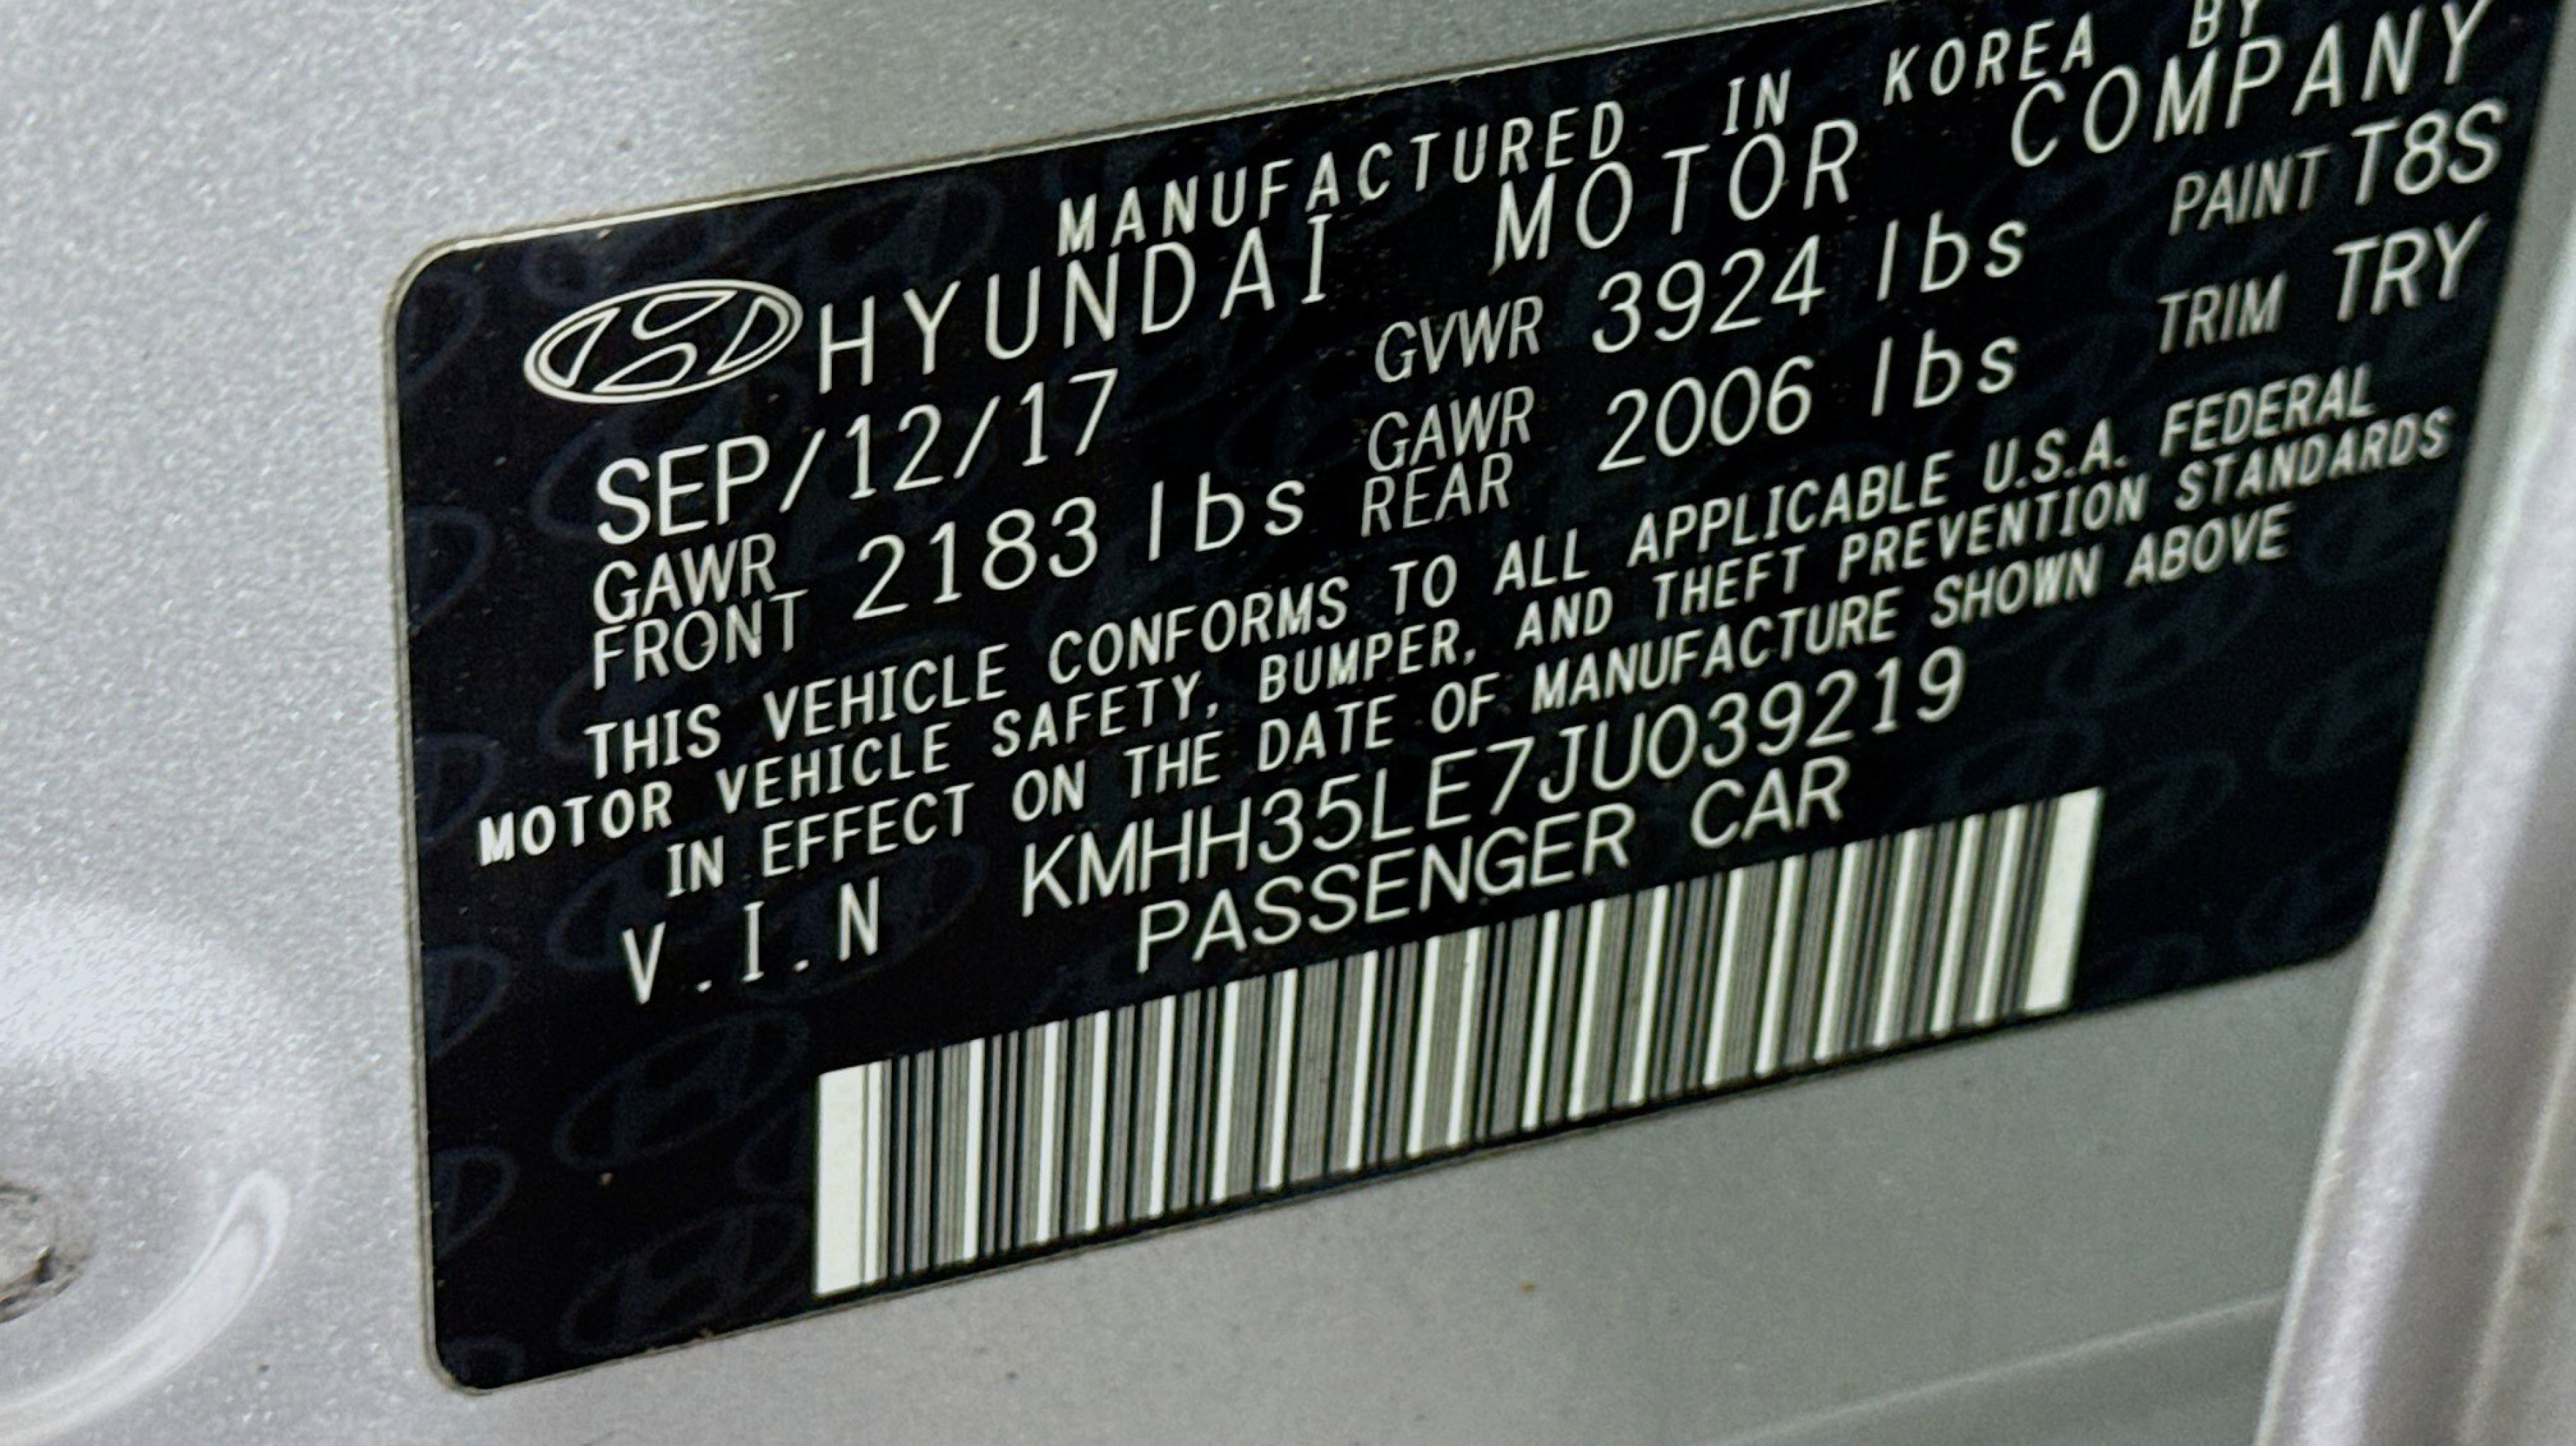 MANUFACTURED IN KOREA BY
HYUNDAI MOTOR COMPANY
SEP/12/17 GVWR 3924 lbs PAINT T8S
GAWR FRONT 2183 lbs GAWR REAR 2006 lbs TRIM TRY
THIS VEHICLE CONFORMS TO ALL APPLICABLE U.S.A. FEDERAL
MOTOR VEHICLE SAFETY, BUMPER, AND THEFT PREVENTION STANDARDS
IN EFFECT ON THE DATE OF MANUFACTURE SHOWN ABOVE
V.I.N KMHH35LE7JU039219
PASSENGER CAR